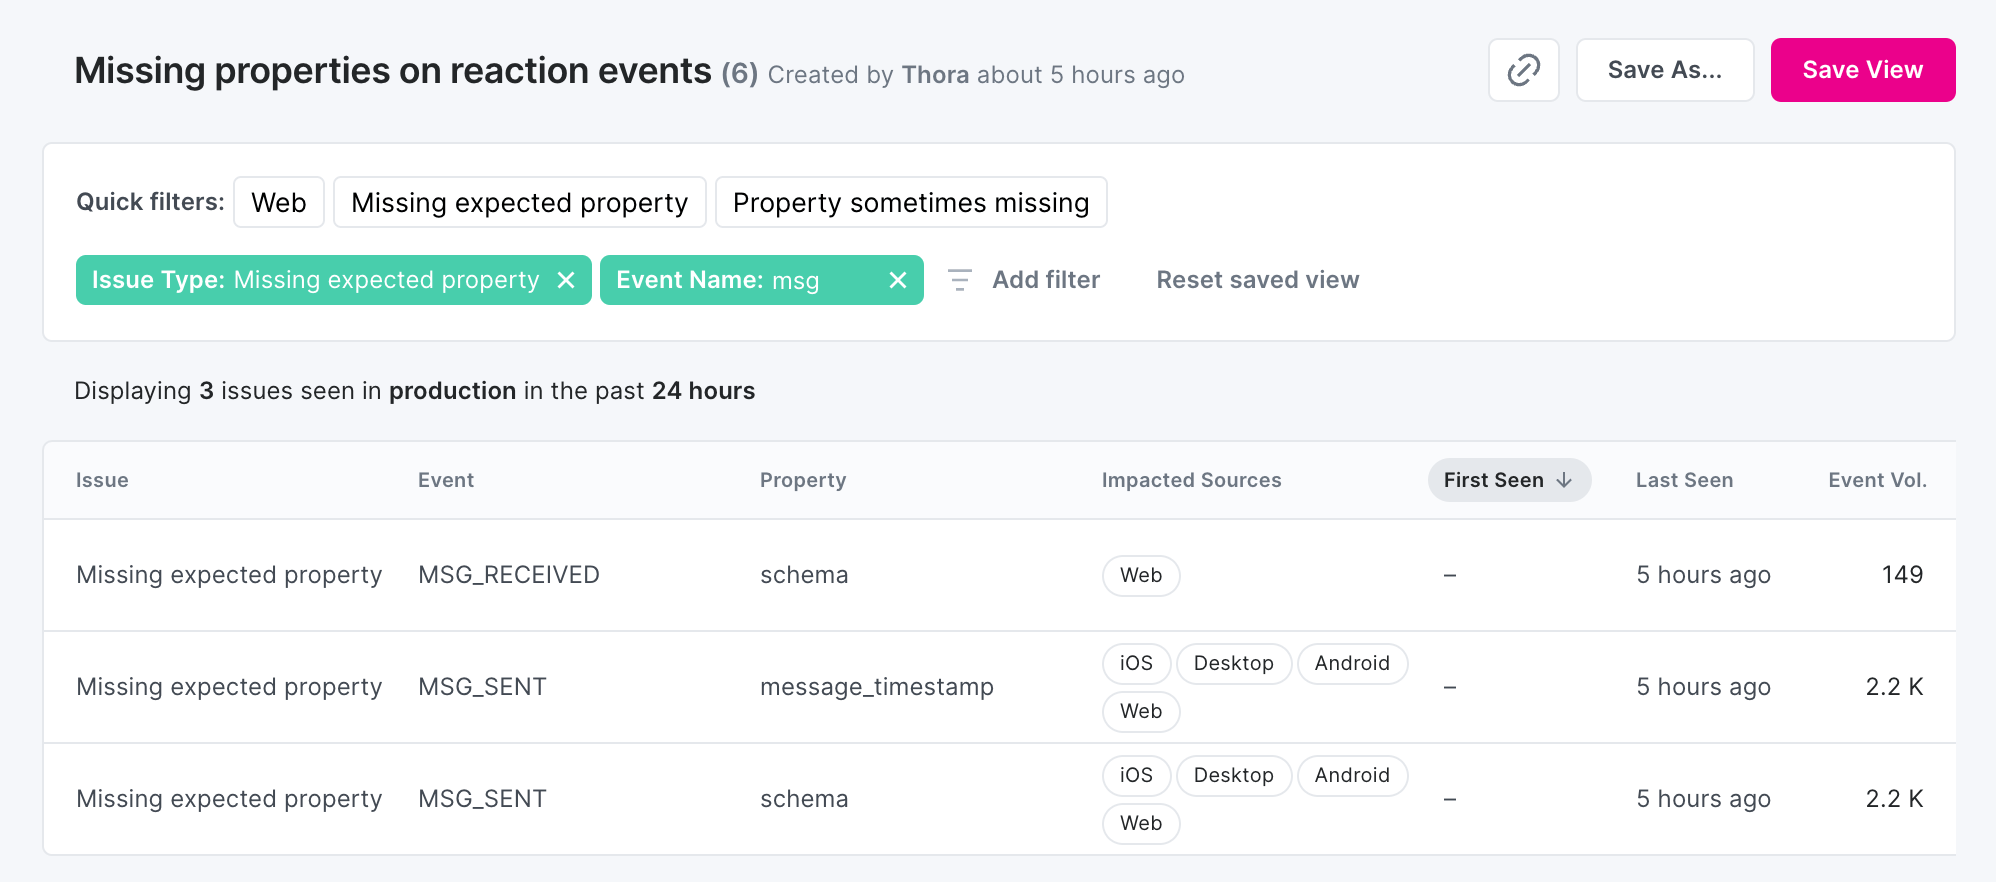 Missing properties on reaction events (6) Created by Thora about 5 hours ago
Save As...
Save View
Quick filters: Web Missing expected property Property sometimes missing
Issue Type: Missing expected property Event Name: msg Add filter Reset saved view
Displaying 3 issues seen in production in the past 24 hours
Issue Event Property Impacted Sources First Seen Last Seen Event Vol.
Missing expected property MSG_RECEIVED schema Web – 5 hours ago 149
Missing expected property MSG_SENT message_timestamp iOS Desktop Android – 5 hours ago 2.2 K
Web
Missing expected property MSG_SENT schema iOS Desktop Android – 5 hours ago 2.2 K
Web